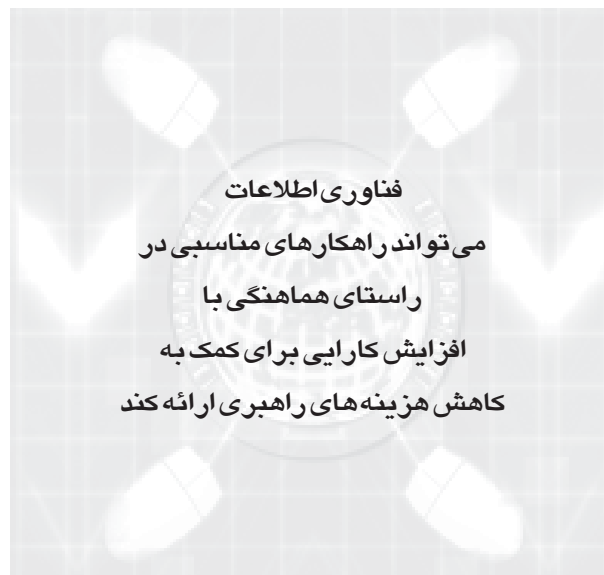 فناوری اطلاعات
می‌تواند راهکارهای مناسبی در
راستای هماهنگی با
افزایش کارایی برای کمک به
کاهش هزینه‌های راهبری ارائه کند